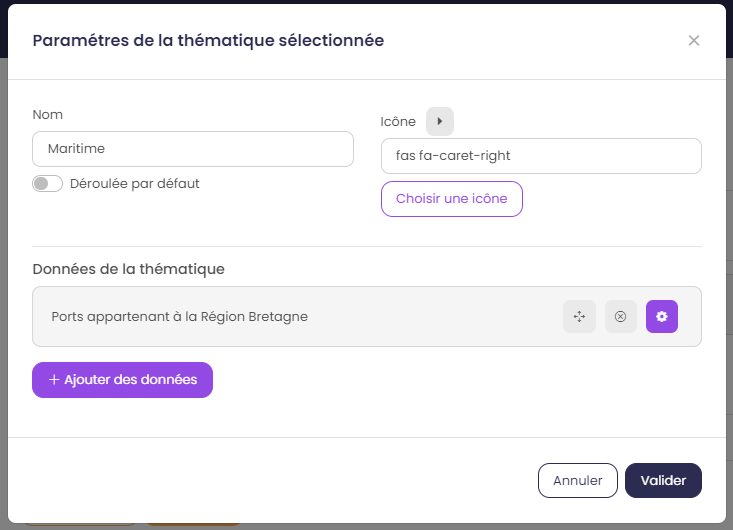 Paramétres de la thématique sélectionnée
Nom
Icône
Maritime
fas fa-caret-right
Déroulée par défaut
Choisir une icône
Données de la thématique
Ports appartenant à la Région Bretagne
Ajouter des données
Annuler
Valider